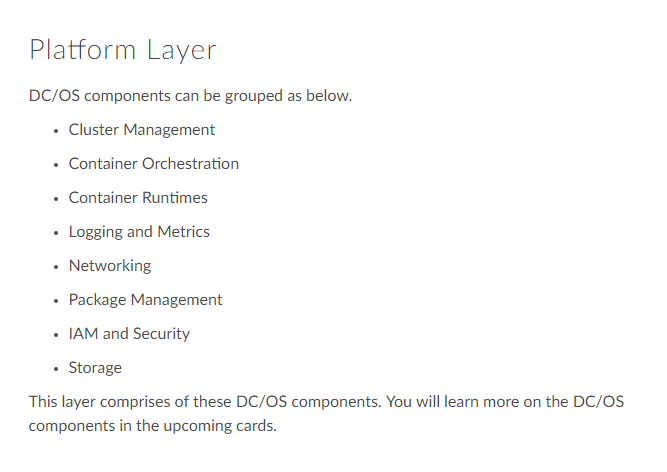 Platform Layer
DC/OS components can be grouped as below.
• Cluster Management
• Container Orchestration
• Container Runtimes
• Logging and Metrics
• Networking
• Package Management
• IAM and Security
• Storage
This layer comprises of these DC/OS components. You will learn more on the DC/OS
components in the upcoming cards.